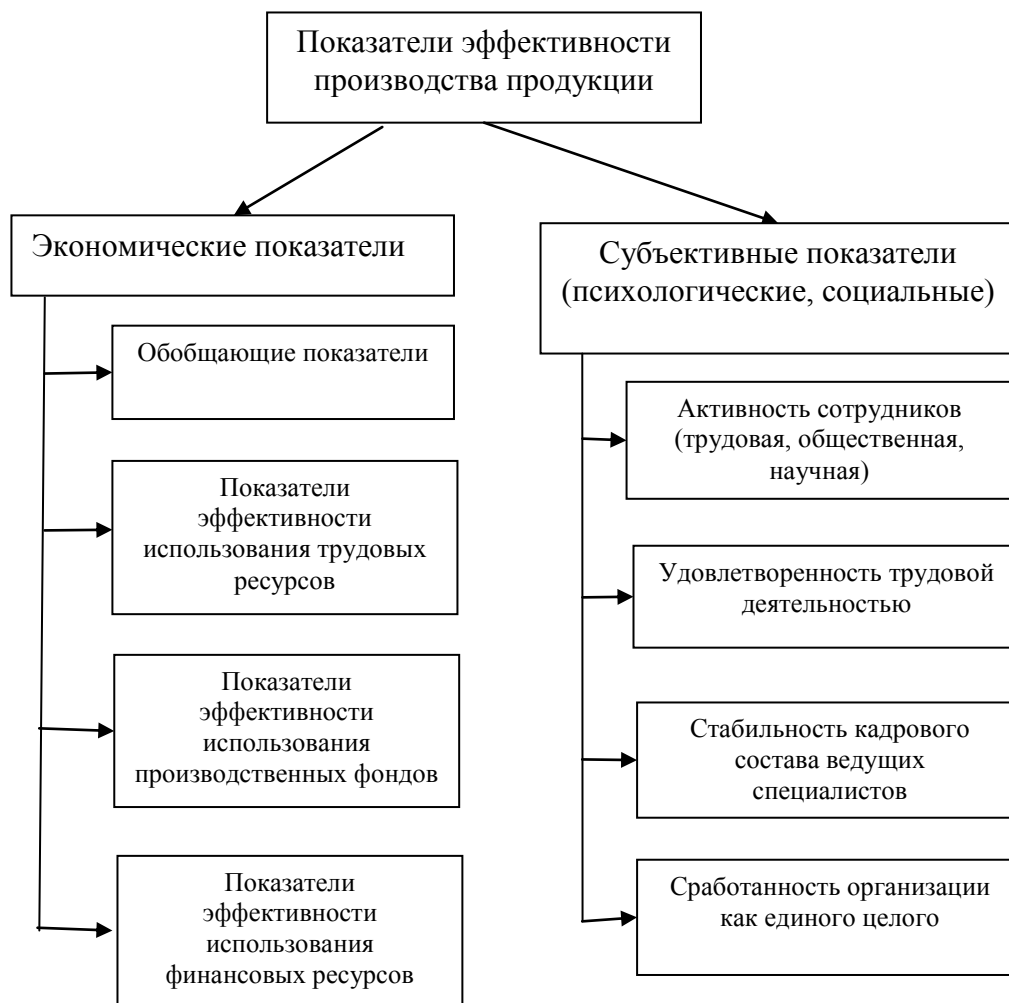 Показатели эффективности
производства продукции
Экономические показатели
Обобщающие показатели
Показатели
эффективности
использования трудовых
ресурсов
Показатели
эффективности
использования
производственных фондов
Показатели
эффективности
использования
финансовых ресурсов
Субъективные показатели
(психологические, социальные)
Активность сотрудников
(трудовая, общественная,
научная)
Удовлетворенность трудовой
деятельностью
Стабильность кадрового
состава ведущих
специалистов
Сработанность организации
как единого целого